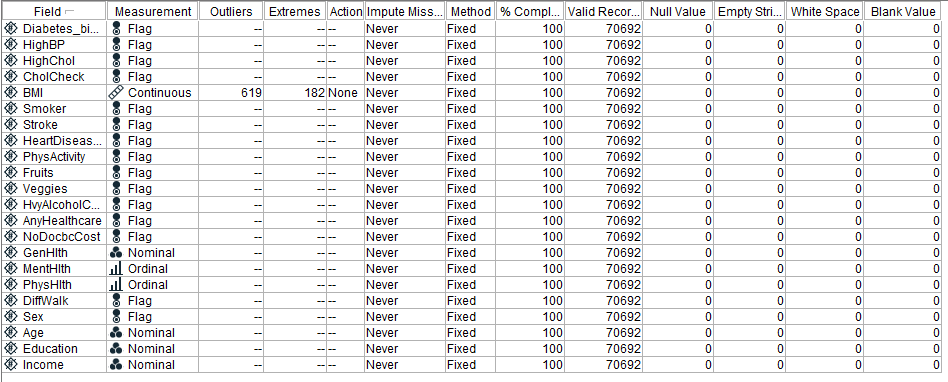 Field Measurement Outliers Extremes Action Impute Miss... Method % Compl... Valid Recor... Null Value Empty Stri... White Space Blank Value
Diabetes_bi... Flag -- -- -- Never Fixed 100 70692 0 0 0 0
HighBP Flag -- -- -- Never Fixed 100 70692 0 0 0 0
HighChol Flag -- -- -- Never Fixed 100 70692 0 0 0 0
CholCheck Flag -- -- -- Never Fixed 100 70692 0 0 0 0
BMI Continuous 619 182 None Never Fixed 100 70692 0 0 0 0
Smoker Flag -- -- -- Never Fixed 100 70692 0 0 0 0
Stroke Flag -- -- -- Never Fixed 100 70692 0 0 0 0
HeartDiseas... Flag -- -- -- Never Fixed 100 70692 0 0 0 0
PhysActivity Flag -- -- -- Never Fixed 100 70692 0 0 0 0
Fruits Flag -- -- -- Never Fixed 100 70692 0 0 0 0
Veggies Flag -- -- -- Never Fixed 100 70692 0 0 0 0
HvyAlcoholC... Flag -- -- -- Never Fixed 100 70692 0 0 0 0
AnyHealthcare Flag -- -- -- Never Fixed 100 70692 0 0 0 0
NoDocbcCost Flag -- -- -- Never Fixed 100 70692 0 0 0 0
GenHlth Nominal -- -- -- Never Fixed 100 70692 0 0 0 0
MentHlth Ordinal -- -- -- Never Fixed 100 70692 0 0 0 0
PhysHlth Ordinal -- -- -- Never Fixed 100 70692 0 0 0 0
DiffWalk Flag -- -- -- Never Fixed 100 70692 0 0 0 0
Sex Flag -- -- -- Never Fixed 100 70692 0 0 0 0
Age Nominal -- -- -- Never Fixed 100 70692 0 0 0 0
Education Nominal -- -- -- Never Fixed 100 70692 0 0 0 0
Income Nominal -- -- -- Never Fixed 100 70692 0 0 0 0